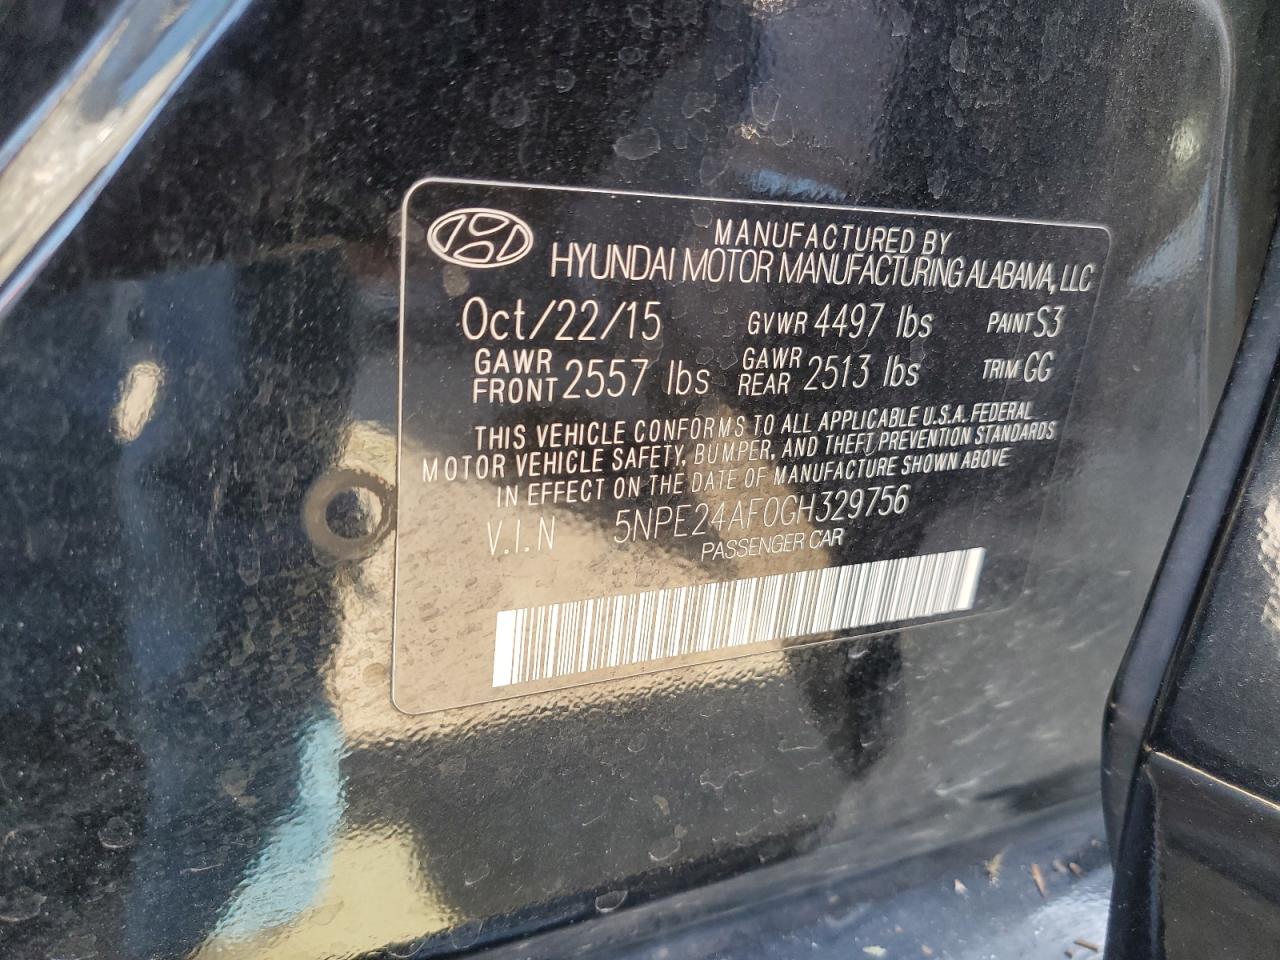 MANUFACTURED BY
HYUNDAI MOTOR MANUFACTURING ALABAMA, LLC
Oct/22/15 GVWR 4497 lbs PAINT S3
GAWR FRONT 2557 lbs GAWR REAR 2513 lbs TRIM GG
THIS VEHICLE CONFORMS TO ALL APPLICABLE U.S.A. FEDERAL
MOTOR VEHICLE SAFETY, BUMPER, AND THEFT PREVENTION STANDARDS
IN EFFECT ON THE DATE OF MANUFACTURE SHOWN ABOVE
V.I.N 5NPE24AF0GH329756
PASSENGER CAR